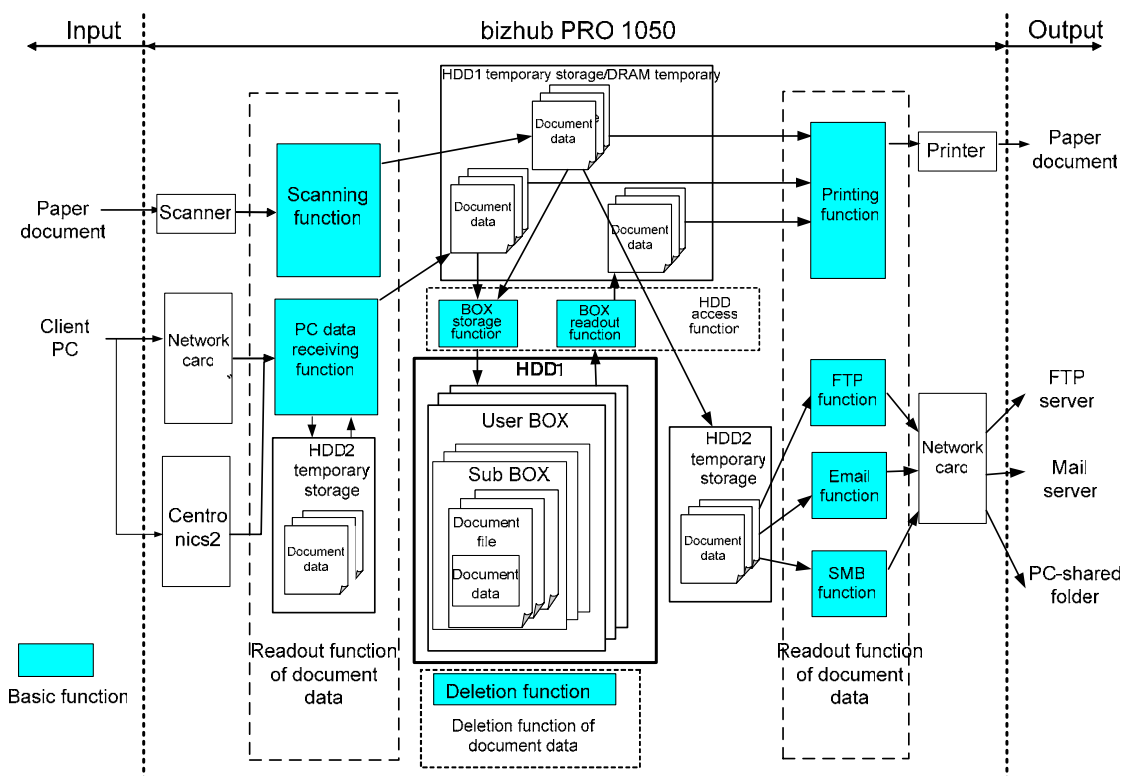 Input
bizhub PRO 1050
Output
HDD1 temporary storage/DRAM temporary
Document
data
Document
data
Document
data
Scanning
function
Printing
function
Printer
Paper
document
Paper
document
Scanner
Client
PC
Network
card
PC data
receiving
function
BOX
storage
function
BOX
readout
function
HDD
access
function
HDD1
User BOX
Sub BOX
Document
file
Document
data
HDD2
temporary
storage
Document
data
Centro
nics2
HDD2
temporary
storage
Document
data
FTP
function
Email
function
SMB
function
Network
card
FTP
server
Mail
server
PC-shared
folder
Basic function
Readout function
of document
data
Deletion function
Deletion function of
document data
Readout function
of document
data